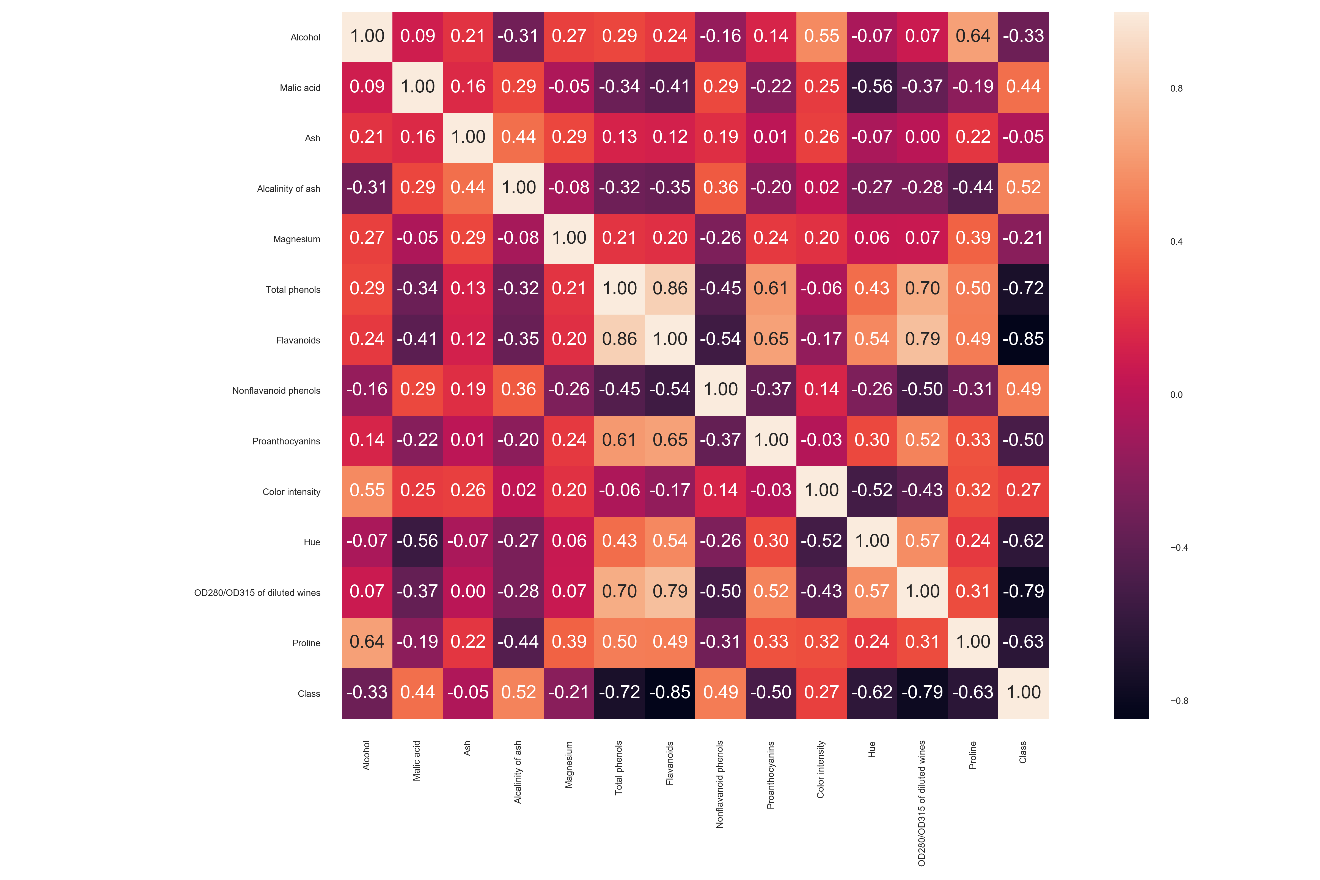 Alcohol 1.00 0.09 0.21 -0.31 0.27 0.29 0.24 -0.16 0.14 0.55 -0.07 0.07 0.64 -0.33
Malic acid 0.09 1.00 0.16 0.29 -0.05 -0.34 -0.41 0.29 -0.22 0.25 -0.56 -0.37 -0.19 0.44
0.8
Ash 0.21 0.16 1.00 0.44 0.29 0.13 0.12 0.19 0.01 0.26 -0.07 0.00 0.22 -0.05
Alcalinity of ash -0.31 0.29 0.44 1.00 -0.08 -0.32 -0.35 0.36 -0.20 0.02 -0.27 -0.28 -0.44 0.52
Magnesium 0.27 -0.05 0.29 -0.08 1.00 0.21 0.20 -0.26 0.24 0.20 0.06 0.07 0.39 -0.21
0.4
Total phenols 0.29 -0.34 0.13 -0.32 0.21 1.00 0.86 -0.45 0.61 -0.06 0.43 0.70 0.50 -0.72
Flavanoids 0.24 -0.41 0.12 -0.35 0.20 0.86 1.00 -0.54 0.65 -0.17 0.54 0.79 0.49 -0.85
Nonflavanoid phenols -0.16 0.29 0.19 0.36 -0.26 -0.45 -0.54 1.00 -0.37 0.14 -0.26 -0.50 -0.31 0.49
0.0
Proanthocyanins 0.14 -0.22 0.01 -0.20 0.24 0.61 0.65 -0.37 1.00 -0.03 0.30 0.52 0.33 -0.50
Color intensity 0.55 0.25 0.26 0.02 0.20 -0.06 -0.17 0.14 -0.03 1.00 -0.52 -0.43 0.32 0.27
Hue -0.07 -0.56 -0.07 -0.27 0.06 0.43 0.54 -0.26 0.30 -0.52 1.00 0.57 0.24 -0.62
−0.4
OD280/OD315 of diluted wines 0.07 -0.37 0.00 -0.28 0.07 0.70 0.79 -0.50 0.52 -0.43 0.57 1.00 0.31 -0.79
Proline 0.64 -0.19 0.22 -0.44 0.39 0.50 0.49 -0.31 0.33 0.32 0.24 0.31 1.00 -0.63
Class -0.33 0.44 -0.05 0.52 -0.21 -0.72 -0.85 0.49 -0.50 0.27 -0.62 -0.79 -0.63 1.00
−0.8
Alcohol
Malic acid
Ash
Alcalinity of ash
Magnesium
Total phenols
Flavanoids
Nonflavanoid phenols
Proanthocyanins
Color intensity
Hue
OD280/OD315 of diluted wines
Proline
Class